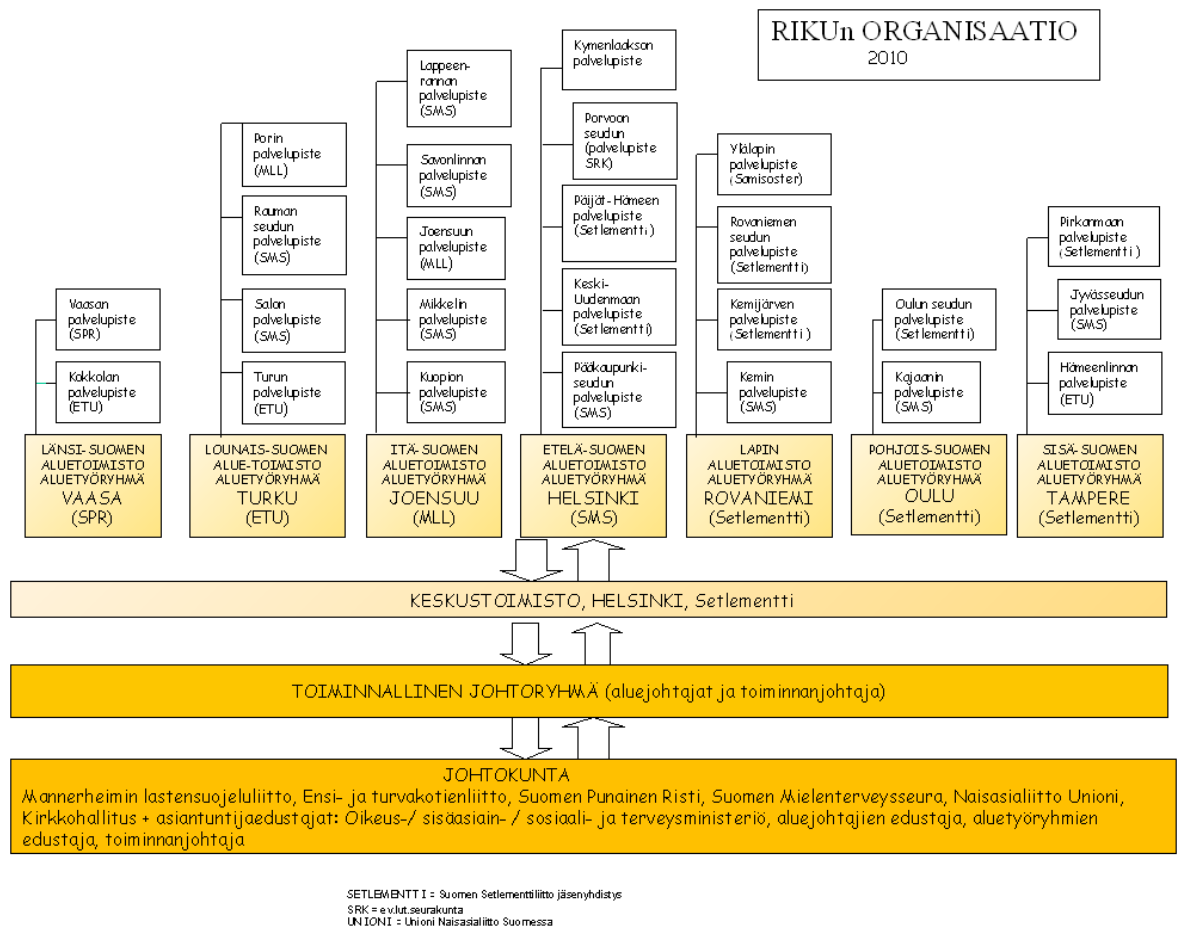 RIKUn ORGANISAATIO
2010
Vaasan
palvelupiste
(SPR)
Kokkolan
palvelupiste
(ETU)
LÄNSI-SUOMEN
ALUETOIMISTO
ALUETYÖRYHMÄ
VAASA
(SPR)
Porin
palvelupiste
(MLL)
Rauman
seudun
palvelupiste
(SMS)
Salon
palvelupiste
(SMS)
Turun
palvelupiste
(ETU)
LOUNAIS-SUOMEN
ALUE-TOIMISTO
ALUETYÖRYHMÄ
TURKU
(ETU)
Lappeen-
rannan
palvelupiste
(SMS)
Savonlinnan
palvelupiste
(SMS)
Joensuun
palvelupiste
(MLL)
Mikkelin
palvelupiste
(SMS)
Kuopion
palvelupiste
(SMS)
ITÄ-SUOMEN
ALUETOIMISTO
ALUETYÖRYHMÄ
JOENSUU
(MLL)
Kymenlaakson
palvelupiste
Porvoon
seudun
(palvelupiste
SRK)
Päijät-Hämeen
palvelupiste
(Setlementti)
Keski-
Uudenmaan
palvelupiste
(Setlementti)
Pääkaupunki-
seudun
palvelupiste
(SMS)
ETELÄ-SUOMEN
ALUETOIMISTO
ALUETYÖRYHMÄ
HELSINKI
(SMS)
Ylälapin
palvelupiste
(Samisoster)
Rovaniemen
seudun
palvelupiste
(Setlementti)
Kemijärven
palvelupiste
(Setlementti)
Kemin
palvelupiste
(SMS)
LAPIN
ALUETOIMISTO
ALUETYÖRYHMÄ
ROVANIEMI
(Setlementti)
Oulun seudun
palvelupiste
(Setlementti)
Kajaanin
palvelupiste
(SMS)
POHJOIS-SUOMEN
ALUETOIMISTO
ALUETYÖRYHMÄ
OULU
(Setlementti)
Pirkanmaan
palvelupiste
(Setlementti)
Jyvässeudun
palvelupiste
(SMS)
Hämeenlinnan
palvelupiste
(ETU)
SISÄ-SUOMEN
ALUETOIMISTO
ALUETYÖRYHMÄ
TAMPERE
(Setlementti)
KESKUSTOIMISTO, HELSINKI, Setlementti
TOIMINNALLINEN JOHTORYHMÄ (aluejohtajat ja toiminnanjohtaja)
JOHTOKUNTA
Mannerheimin lastensuojeluliitto, Ensi- ja turvakotienliitto, Suomen Punainen Risti, Suomen Mielenterveysseura, Naisasialiitto Unioni,
Kirkkohallitus + asiantuntijaedustajat: Oikeus-/ sisäasiain- / sosiaali- ja terveysministeriö, aluejohtajien edustaja, aluetyöryhmien
edustaja, toiminnanjohtaja
SETLEMENTTI = Suomen Setlementtiliitto jäsenyhdistys
SRK = ev.lut.seurakunta
UNIONI = Unioni Naisasialiitto Suomessa